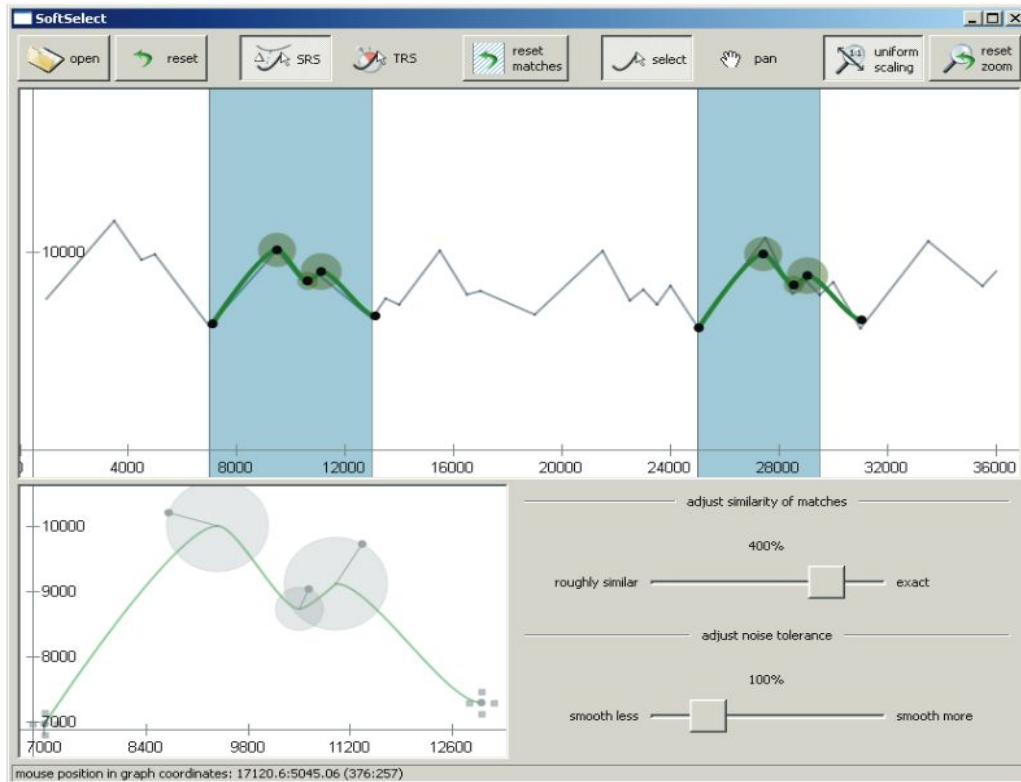 SoftSelect
open
reset
SRS
TRS
reset matches
select
pan
1:1
uniform scaling
reset zoom
10000
0 4000 8000 12000 16000 20000 24000 28000 32000 36000
10000
9000
8000
7000
7000 8400 9800 11200 12600
adjust similarity of matches
400%
roughly similar exact
adjust noise tolerance
100%
smooth less smooth more
mouse position in graph coordinates: 17120.6:5045.06 (376:257)